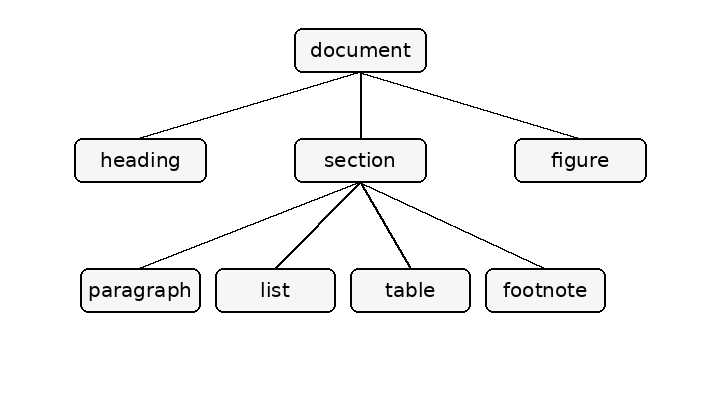 document
heading section figure
paragraph list table footnote